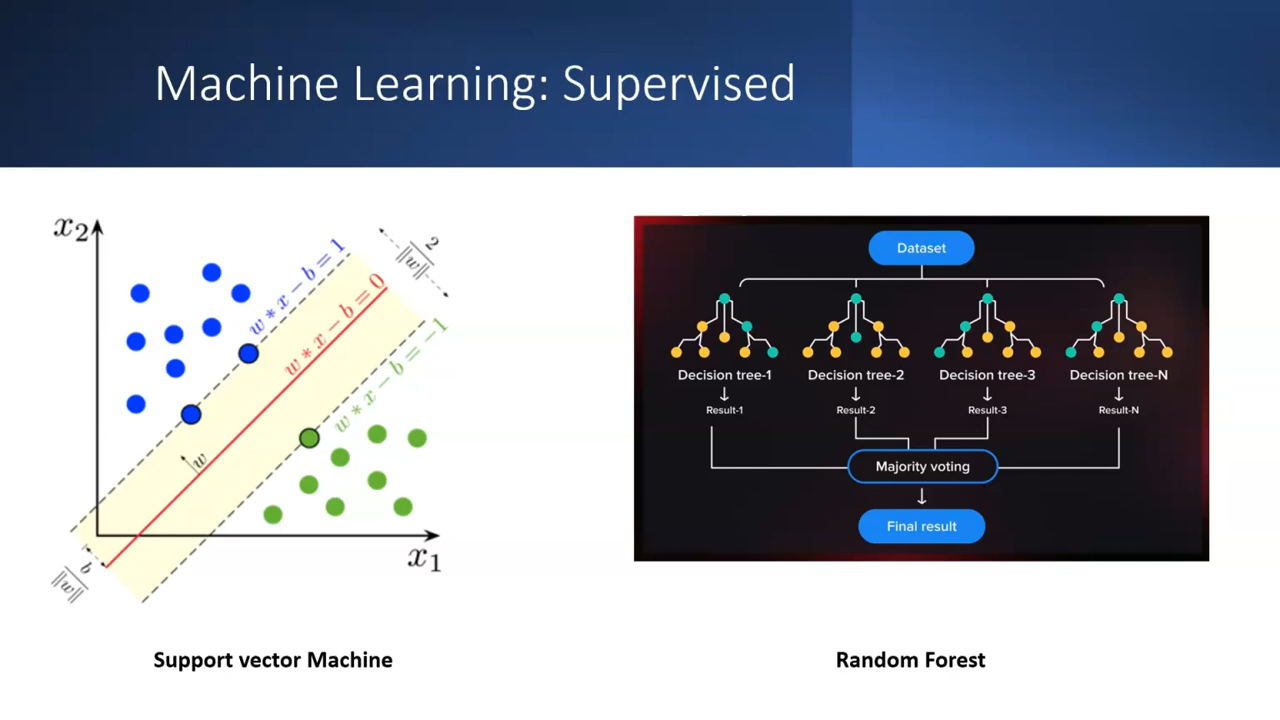 Machine Learning: Supervised
x₂
w * x − b = 1
w * x − b = 0
w * x − b = −1
2
‖w‖
w
b
‖w‖
x₁
Support vector Machine
Dataset
Decision tree-1 Decision tree-2 Decision tree-3 Decision tree-N
Result-1 Result-2 Result-3 Result-N
Majority voting
Final result
Random Forest